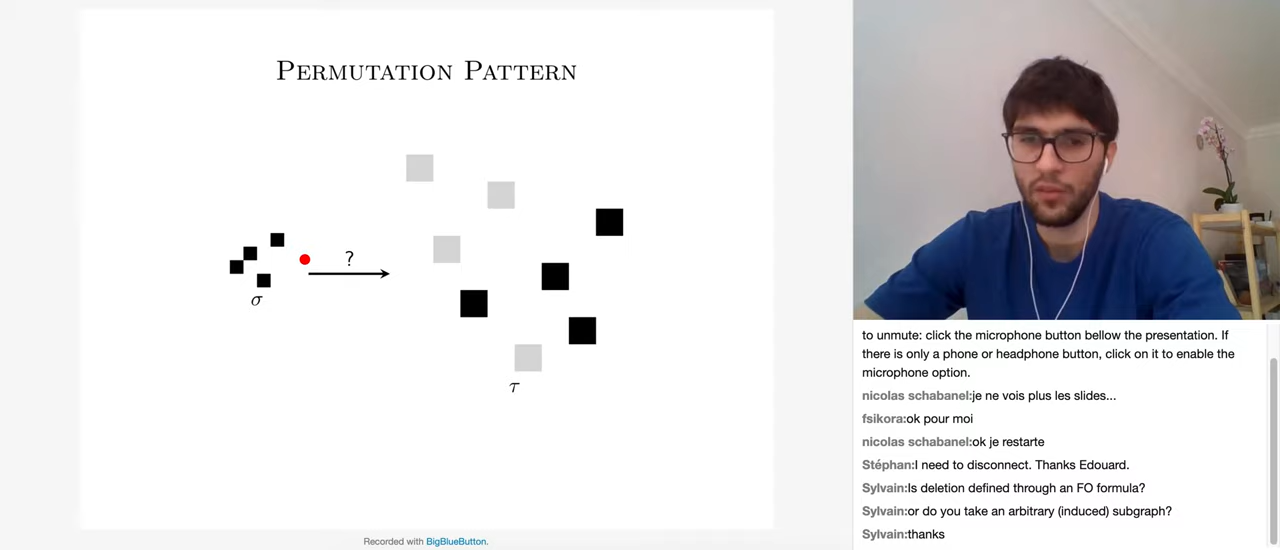 PERMUTATION PATTERN
?
σ
τ
Recorded with BigBlueButton.
to unmute: click the microphone button bellow the presentation. If
there is only a phone or headphone button, click on it to enable the
microphone option.
nicolas schabanel:je ne vois plus les slides...
fsikora:ok pour moi
nicolas schabanel:ok je restarte
Stéphan:I need to disconnect. Thanks Edouard.
Sylvain:Is deletion defined through an FO formula?
Sylvain:or do you take an arbitrary (induced) subgraph?
Sylvain:thanks